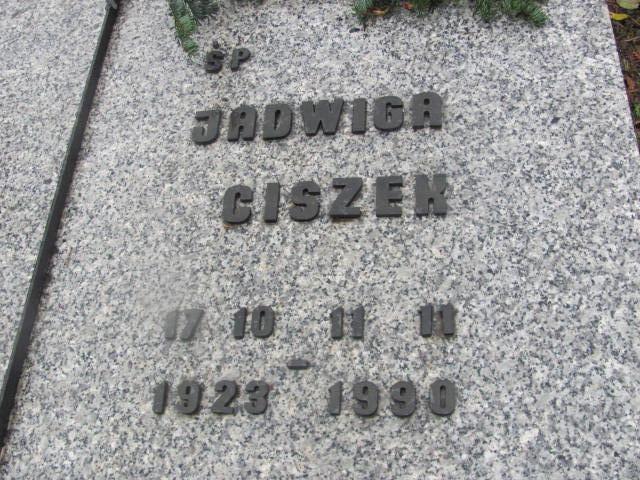 ŚP
JADWIGA
CISZEK
17 10 11 11
-
1923 1990